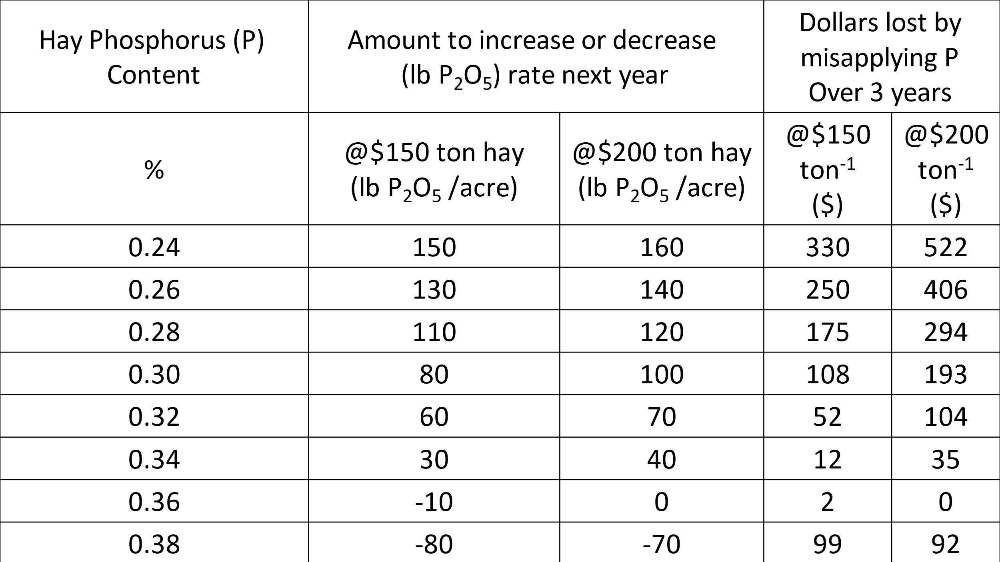 Hay Phosphorus (P)
Content
Amount to increase or decrease
(lb P₂O₅) rate next year
Dollars lost by
misapplying P
Over 3 years
%
@$150 ton hay
(lb P₂O₅ /acre)
@$200 ton hay
(lb P₂O₅ /acre)
@$150
ton⁻¹
($)
@$200
ton⁻¹
($)
0.24 150 160 330 522
0.26 130 140 250 406
0.28 110 120 175 294
0.30 80 100 108 193
0.32 60 70 52 104
0.34 30 40 12 35
0.36 -10 0 2 0
0.38 -80 -70 99 92